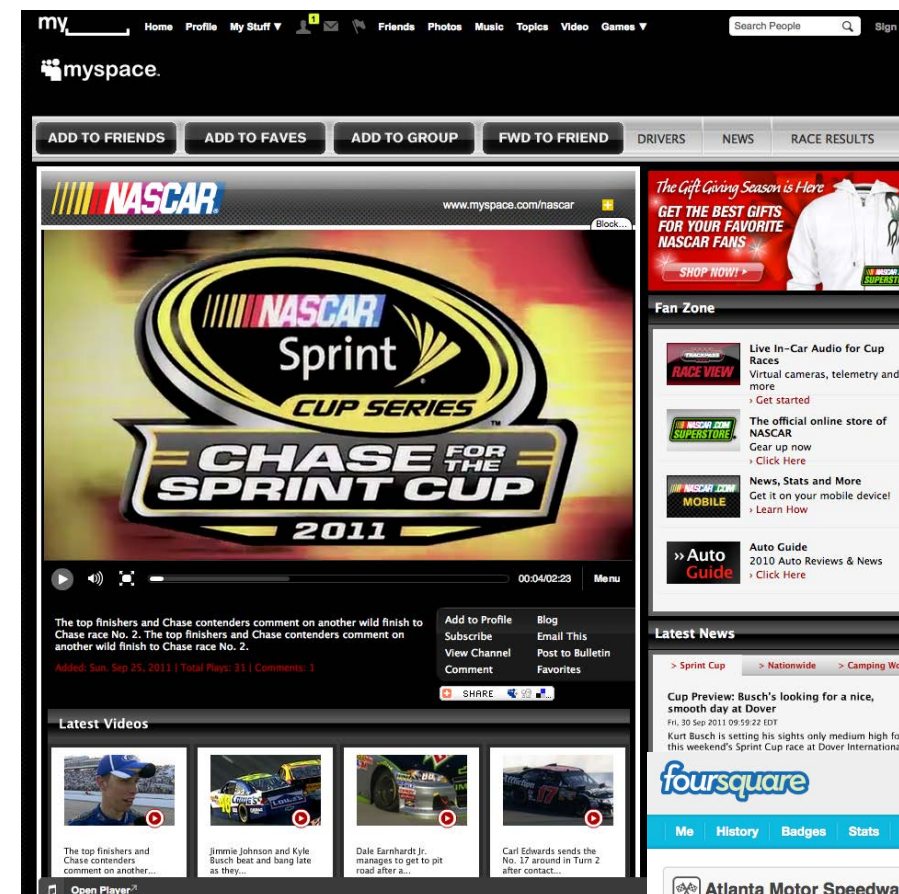 my______ Home Profile My Stuff ▼ 1 Friends Photos Music Topics Video Games ▼ Search People Sign
myspace.
ADD TO FRIENDS ADD TO FAVES ADD TO GROUP FWD TO FRIEND DRIVERS NEWS RACE RESULTS
NASCAR. www.myspace.com/nascar
Block...
NASCAR.
Sprint
CUP SERIES
CHASE FOR THE
SPRINT CUP
2011
00:04/02:23 Menu
The top finishers and Chase contenders comment on another wild finish to
Chase race No. 2. The top finishers and Chase contenders comment on
another wild finish to Chase race No. 2.
Added: Sun, Sep 25, 2011 | Total Plays: 31 | Comments: 1
Add to Profile Blog
Subscribe Email This
View Channel Post to Bulletin
Comment Favorites
SHARE
Latest Videos
The top finishers and
Chase contenders
comment on another...
Jimmie Johnson and Kyle
Busch beat and bang late
as they...
Dale Earnhardt Jr.
manages to get to pit
road after a...
Carl Edwards sends the
No. 17 around in Turn 2
after contact...
Open Player
The Gift Giving Season is Here
GET THE BEST GIFTS
FOR YOUR FAVORITE
NASCAR FANS
SHOP NOW!
Fan Zone
TRACKPASS
RACEVIEW
Live In-Car Audio for Cup
Races
Virtual cameras, telemetry and
more
› Get started
NASCAR.COM
SUPERSTORE
The official online store of
NASCAR
Gear up now
› Click Here
NASCAR.COM
MOBILE
News, Stats and More
Get it on your mobile device!
› Learn How
»Auto
Guide
Auto Guide
2010 Auto Reviews & News
› Click Here
Latest News
> Sprint Cup > Nationwide > Camping
Cup Preview: Busch's looking for a nice,
smooth day at Dover
Fri, 30 Sep 2011 09:59:22 EDT
Kurt Busch is setting his sights only medium high
this weekend's Sprint Cup race at Dover
foursquare
Me History Badges Stats
Atlanta Motor